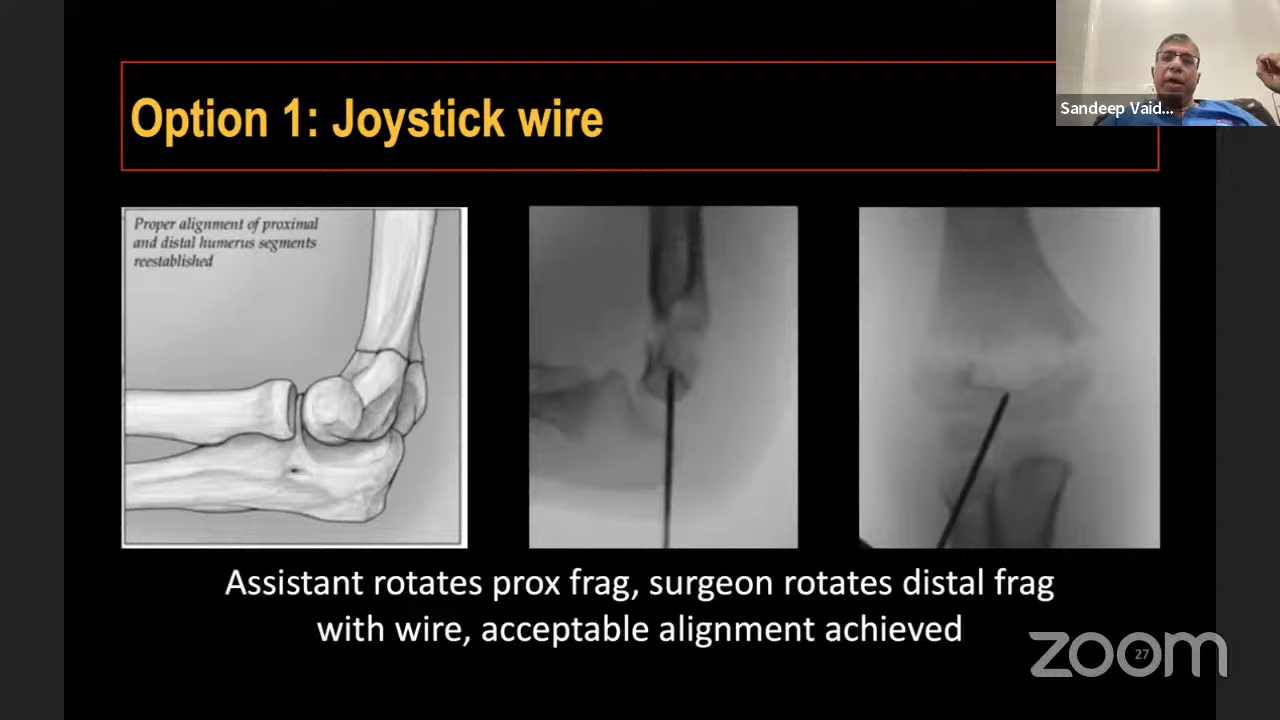 Option 1: Joystick wire
Sandeep Vaid...
Proper alignment of proximal
and distal humerus segments
reestablished
Assistant rotates prox frag, surgeon rotates distal frag
with wire, acceptable alignment achieved
zoom
27